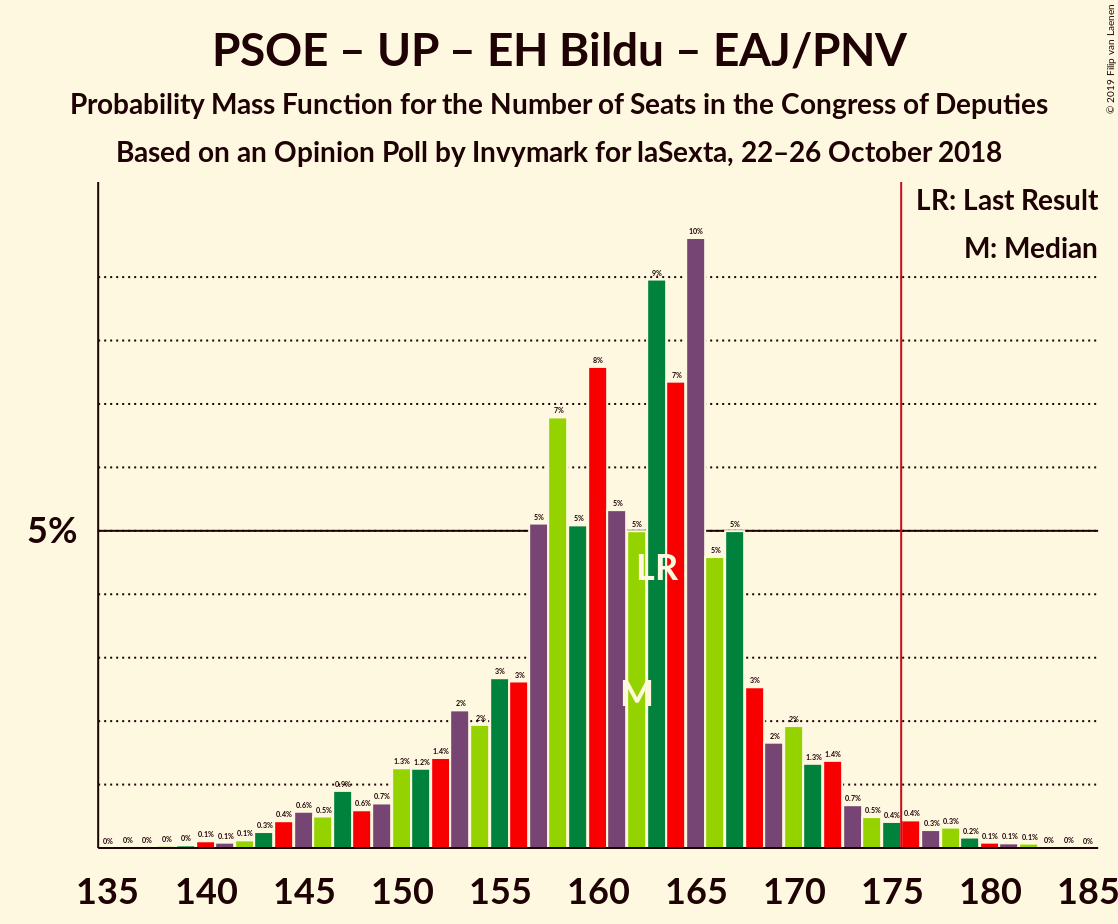 PSOE – UP – EH Bildu – EAJ/PNV
Probability Mass Function for the Number of Seats in the Congress of Deputies
Based on an Opinion Poll by Invymark for laSexta, 22–26 October 2018
© 2019 Filip van Laenen
LR: Last Result
M: Median
5%
0% 0% 0% 0% 0% 0.1% 0.1% 0.1% 0.3% 0.4% 0.6% 0.5% 0.9% 0.6% 0.7% 1.3% 1.2% 1.4% 2% 2% 3% 3% 5% 7% 5% 8% 5% 5% 9% 7% 10% 5% 5% 3% 2% 2% 1.3% 1.4% 0.7% 0.5% 0.4% 0.4% 0.3% 0.3% 0.2% 0.1% 0.1% 0.1% 0% 0% 0%
LR
M
135 140 145 150 155 160 165 170 175 180 185